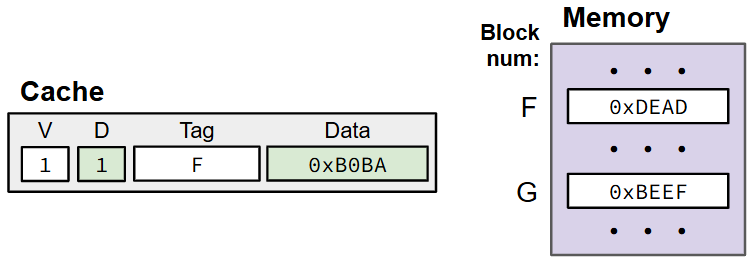 Cache
V D Tag Data
1 1 F 0xB0BA
Memory
Block
num:
• • •
F 0xDEAD
• • •
G 0xBEEF
• • •